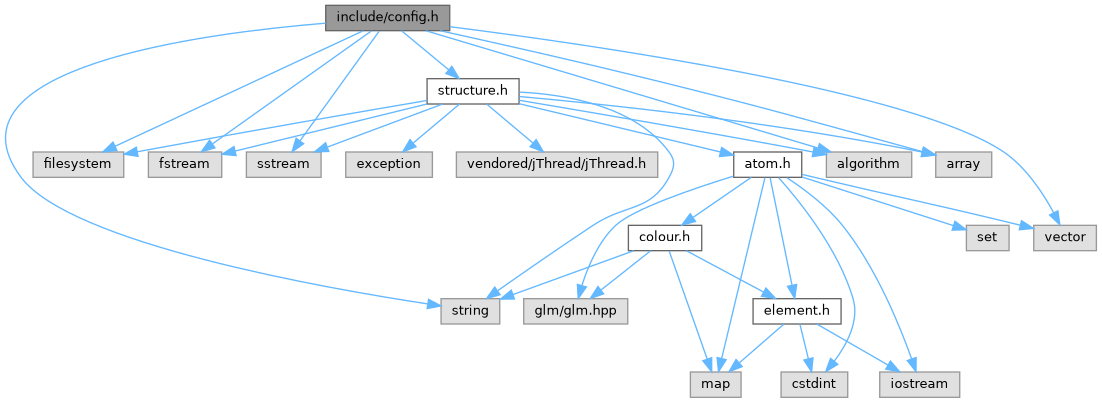 include/config.h
structure.h
filesystem
fstream
sstream
exception
vendored/jThread/jThread.h
atom.h
algorithm
array
colour.h
set
vector
string
glm/glm.hpp
element.h
map
cstdint
iostream